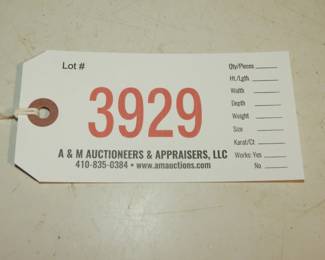 Lot #
3929
A & M AUCTIONEERS & APPRAISERS, LLC
410-835-0384 • www.amauctions.com
Qty/Pieces
Ht./Lgth
Width
Depth
Weight
Size
Karat/Ct
Works: Yes
No